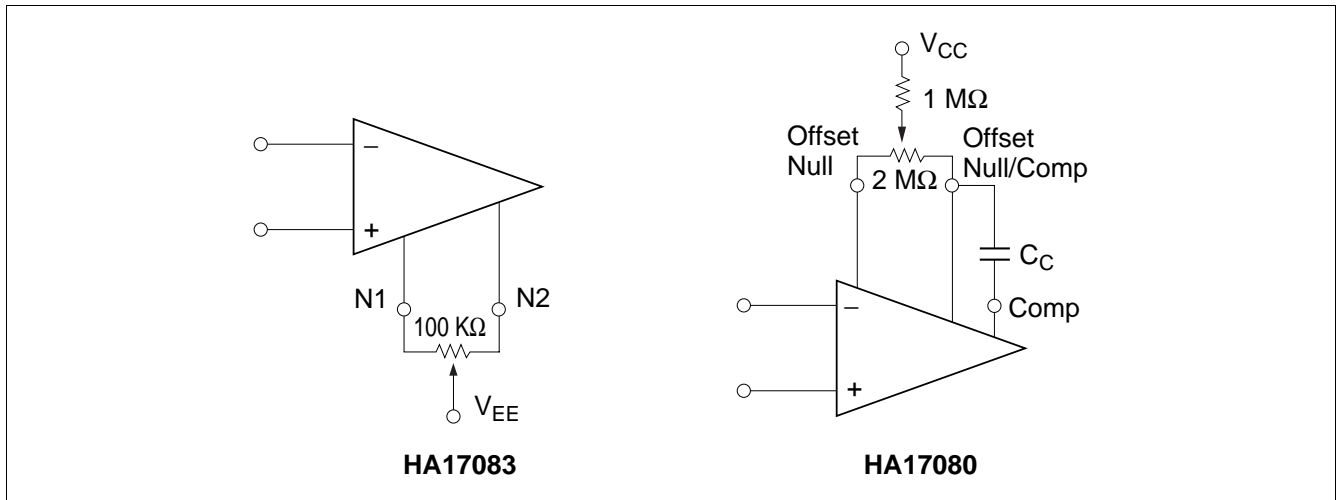 −
+
N1
N2
100 KΩ
V_EE
HA17083
V_CC
1 MΩ
Offset
Null
Offset
Null/Comp
2 MΩ
C_C
Comp
−
+
HA17080